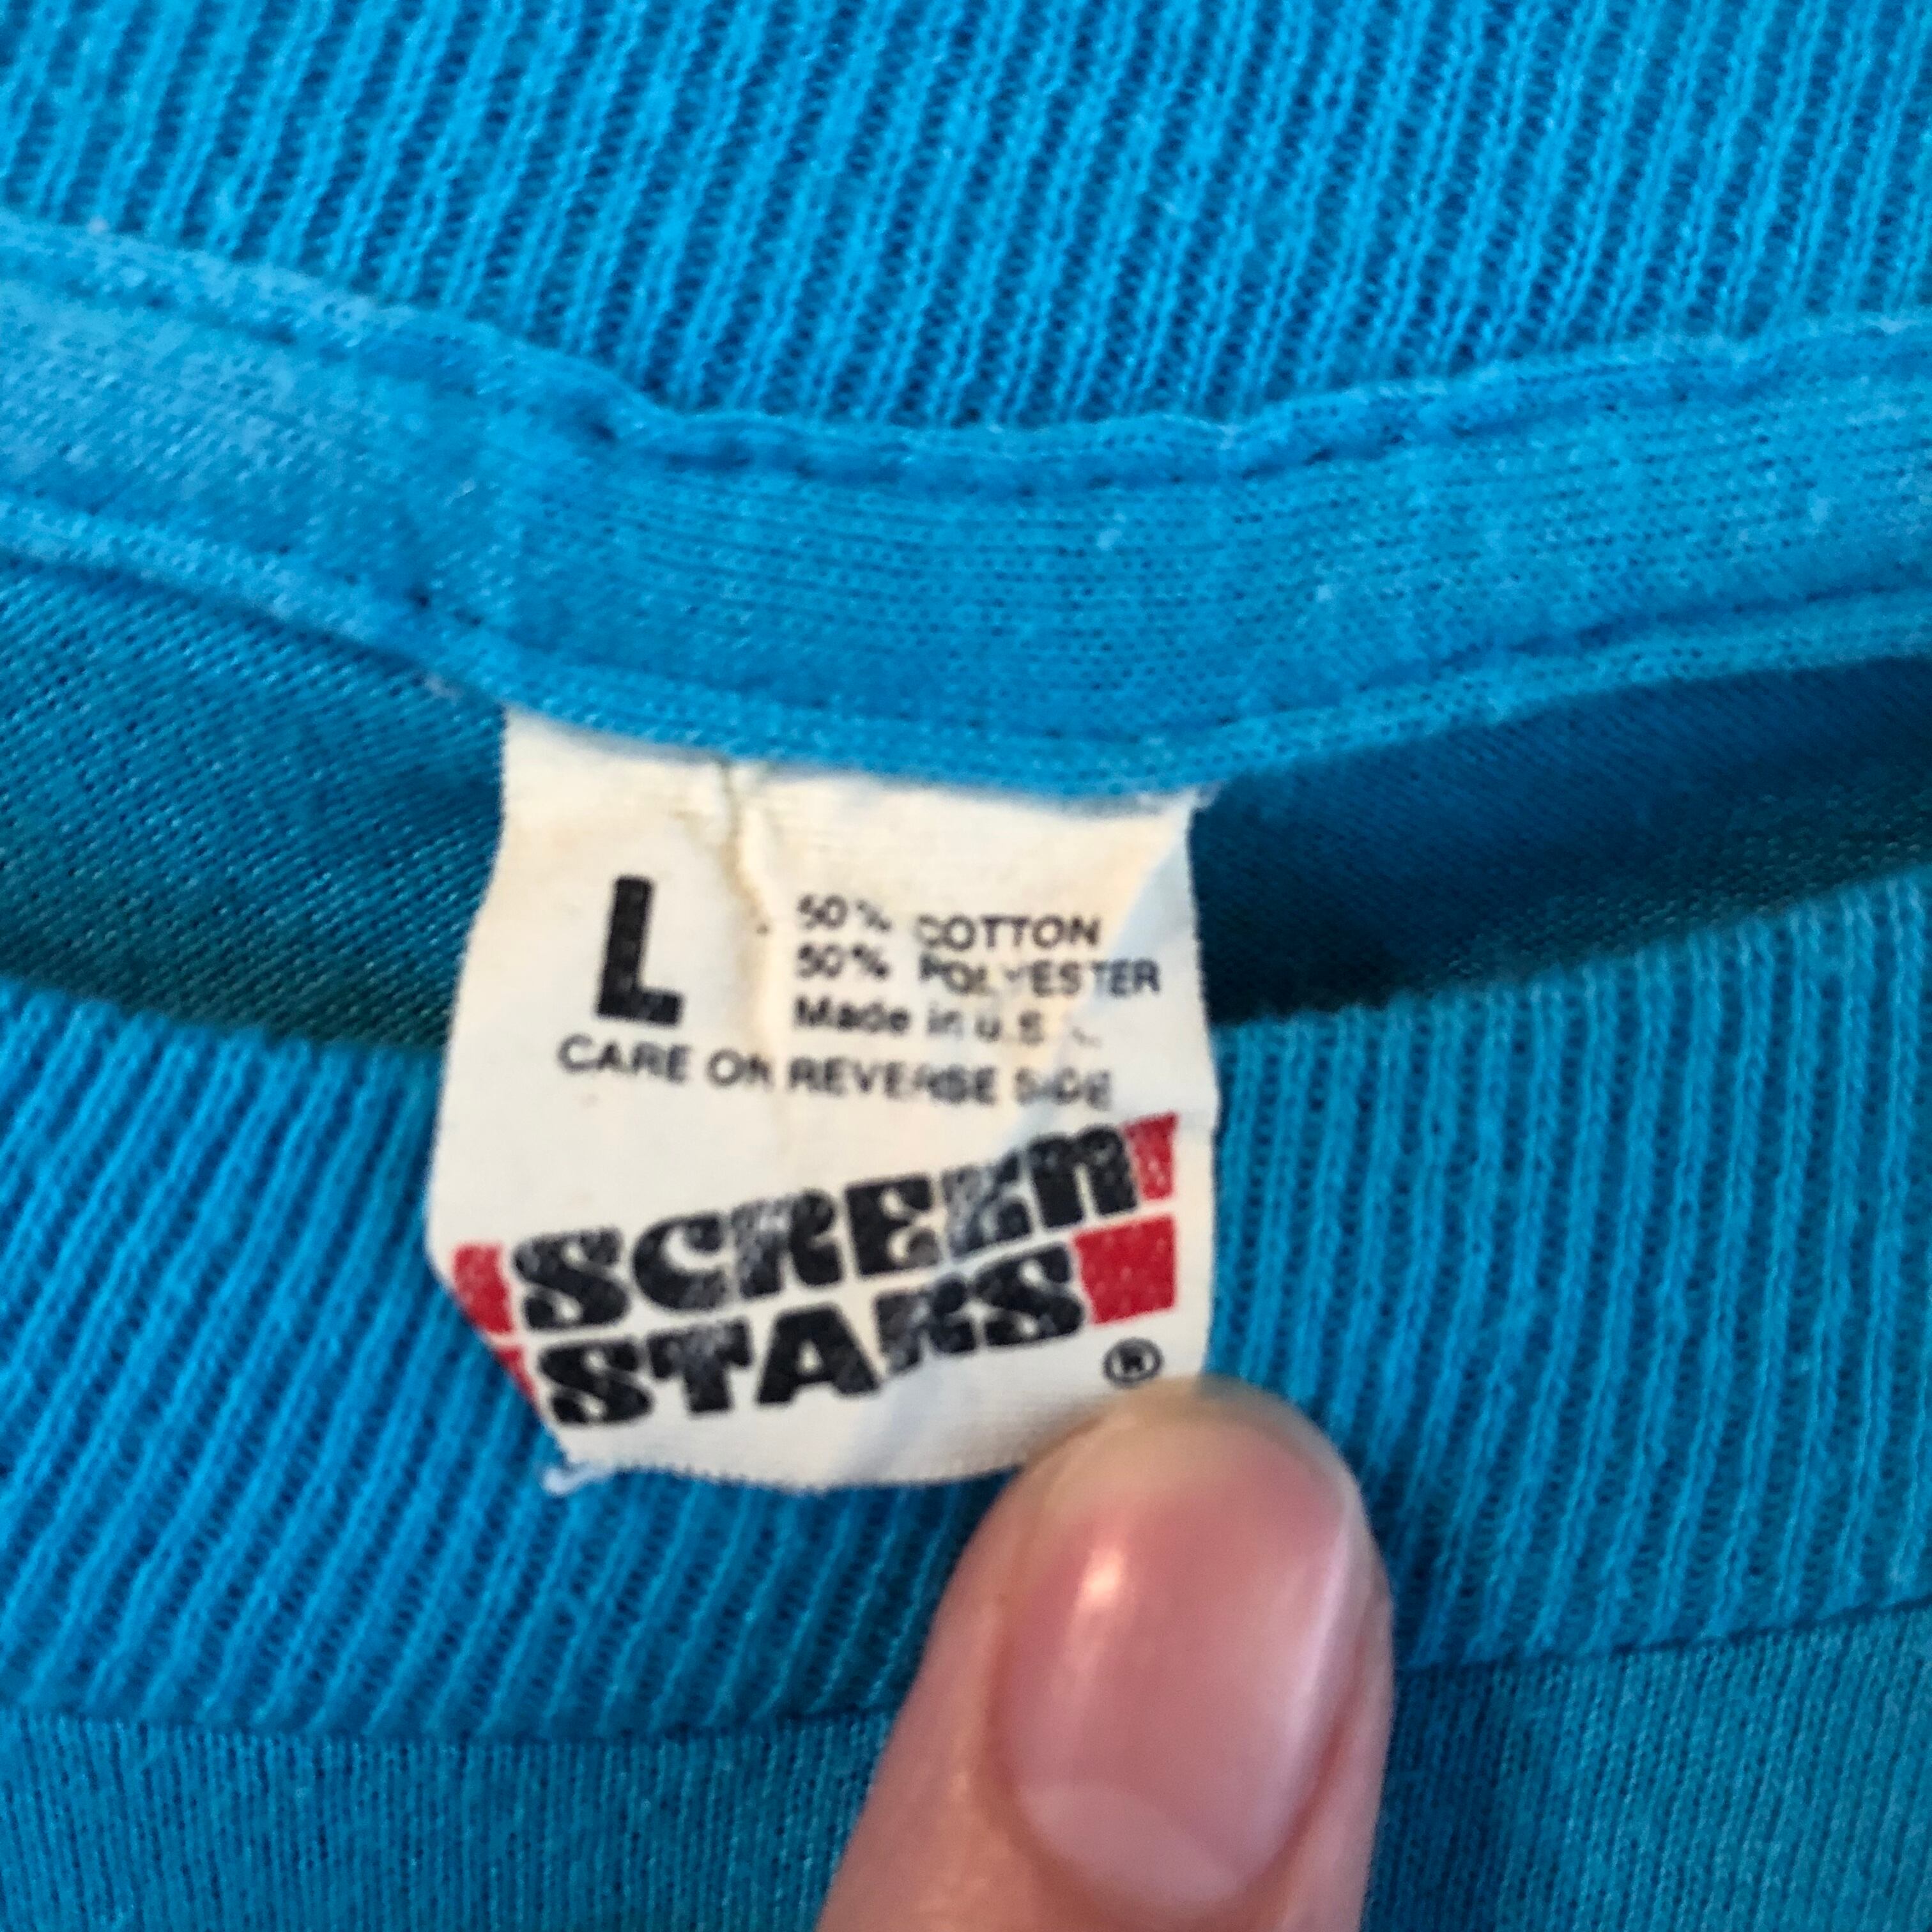 L
50% COTTON
50% POLYESTER
Made in U.S.
CARE ON REVERSE SIDE
SCREEN
STARS
®